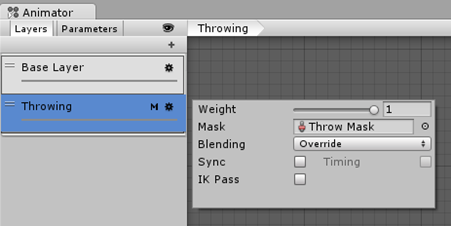 Animator
Layers Parameters
Throwing
+
Base Layer
Throwing M
Weight 1
Mask Throw Mask
Blending Override
Sync Timing
IK Pass